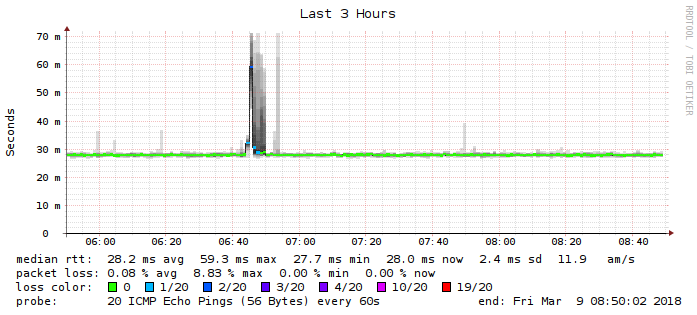 Last 3 Hours
RRDTOOL / TOBI OETIKER
Seconds
70 m
60 m
50 m
40 m
30 m
20 m
10 m
0
06:00 06:20 06:40 07:00 07:20 07:40 08:00 08:20 08:40
median rtt: 28.2 ms avg 59.3 ms max 27.7 ms min 28.0 ms now 2.4 ms sd 11.9 am/s
packet loss: 0.08 % avg 8.83 % max 0.00 % min 0.00 % now
loss color: 0 1/20 2/20 3/20 4/20 10/20 19/20
probe: 20 ICMP Echo Pings (56 Bytes) every 60s end: Fri Mar 9 08:50:02 2018